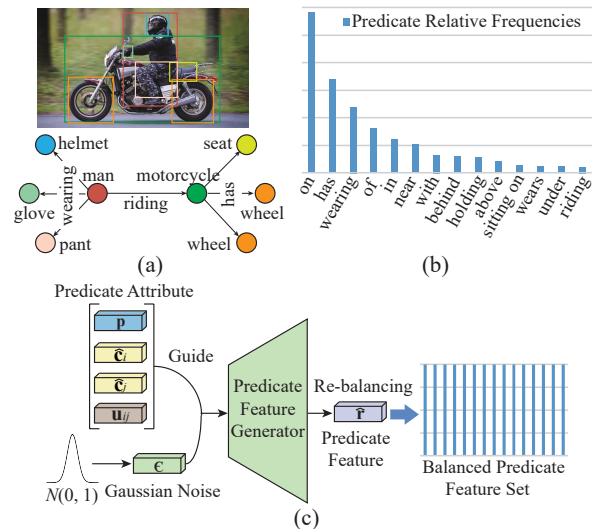 (a)
helmet
seat
man
motorcycle
wearing
has
glove
riding
wheel
pant
wheel
Predicate Relative Frequencies
on
has
wearing
of
in
near
with
behind
holding
above
sitting on
wears
under
riding
(b)
Predicate Attribute
p
ĉi
ĉj
uij
Guide
Predicate
Feature
Generator
Re-balancing
r̂
Predicate
Feature
Balanced Predicate
Feature Set
N(0, 1)
ϵ
Gaussian Noise
(c)